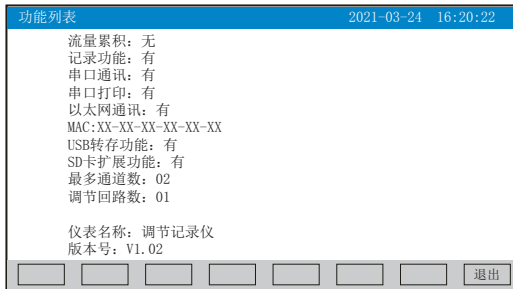 功能列表 2021-03-24 16:20:22
流量累积：无
记录功能：有
串口通讯：有
串口打印：有
以太网通讯：有
MAC:XX-XX-XX-XX-XX-XX
USB转存功能：有
SD卡扩展功能：有
最多通道数：02
调节回路数：01
仪表名称：调节记录仪
版本号：V1.02
退出